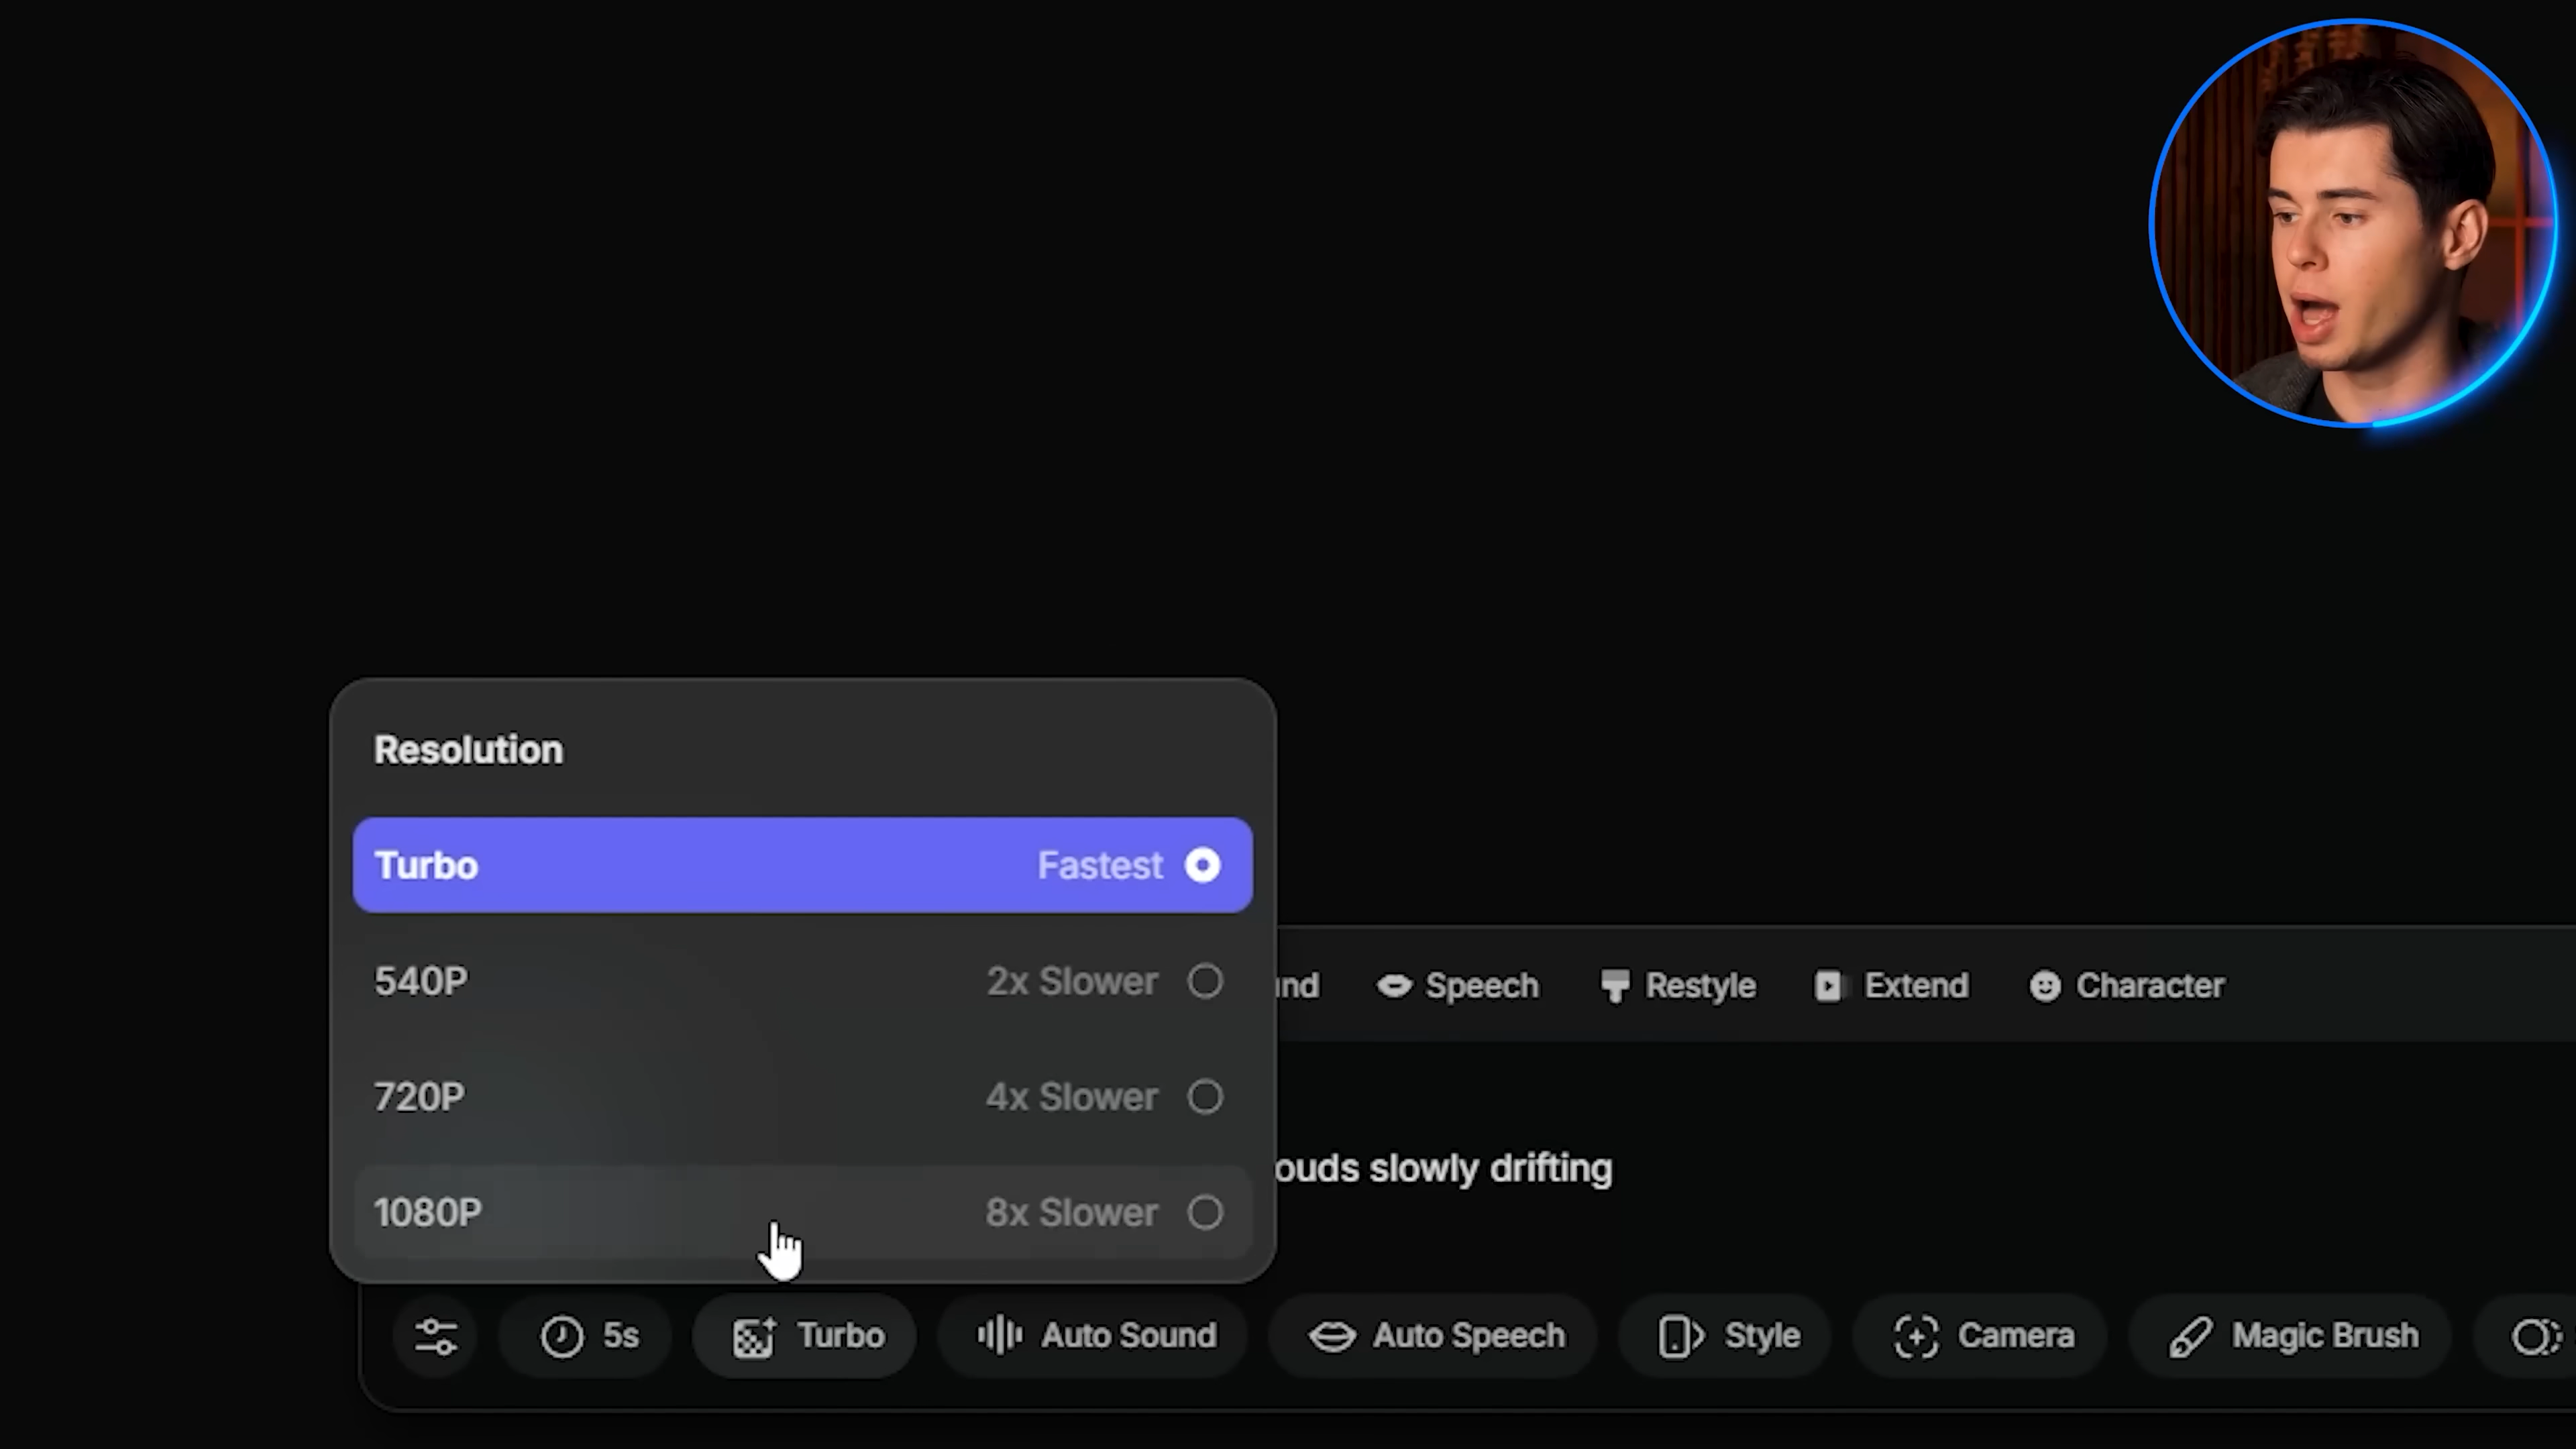 Resolution
Turbo Fastest
540P 2x Slower
720P 4x Slower
1080P 8x Slower
Speech Restyle Extend Character
slowly drifting
5s Turbo Auto Sound Auto Speech Style Camera Magic Brush